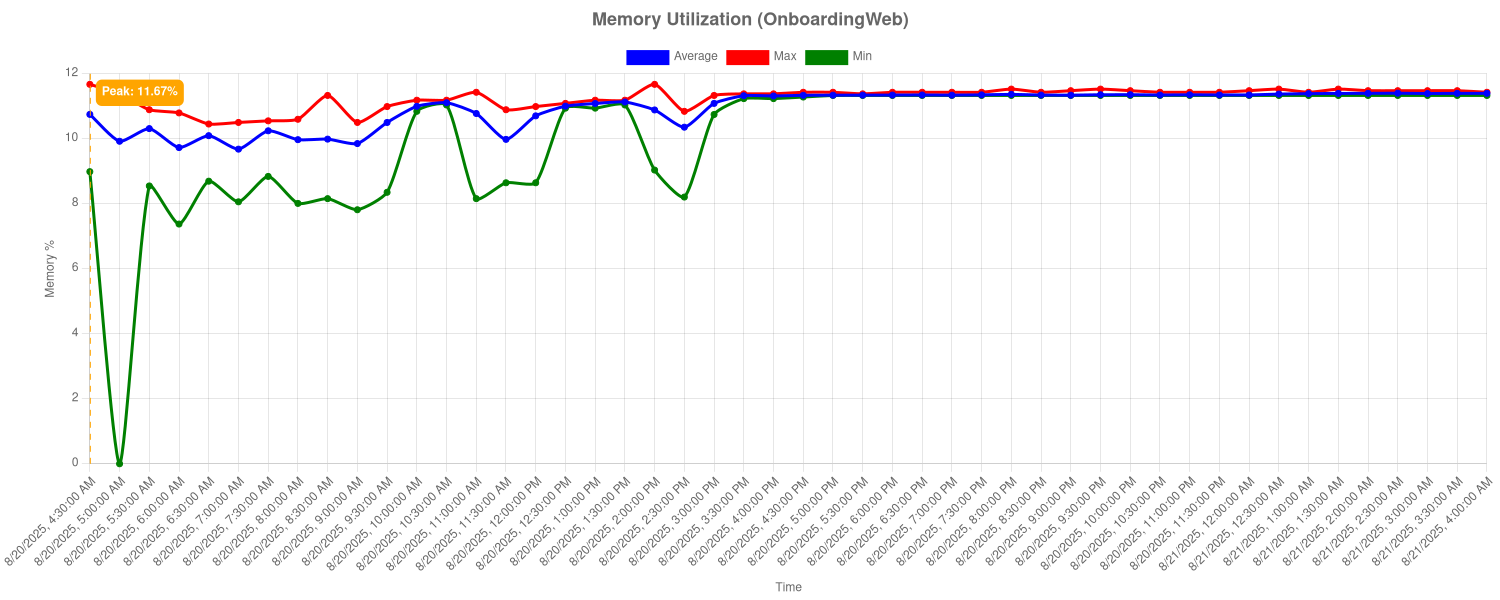 Memory Utilization (OnboardingWeb)
Average Max Min
Peak: 11.67%
12
10
8
6
4
2
0
Memory %
8/20/2025, 4:30:00 AM
8/20/2025, 5:00:00 AM
8/20/2025, 5:30:00 AM
8/20/2025, 6:00:00 AM
8/20/2025, 6:30:00 AM
8/20/2025, 7:00:00 AM
8/20/2025, 7:30:00 AM
8/20/2025, 8:00:00 AM
8/20/2025, 8:30:00 AM
8/20/2025, 9:00:00 AM
8/20/2025, 9:30:00 AM
8/20/2025, 10:00:00 AM
8/20/2025, 10:30:00 AM
8/20/2025, 11:00:00 AM
8/20/2025, 11:30:00 AM
8/20/2025, 12:00:00 PM
8/20/2025, 12:30:00 PM
8/20/2025, 1:00:00 PM
8/20/2025, 1:30:00 PM
8/20/2025, 2:00:00 PM
8/20/2025, 2:30:00 PM
8/20/2025, 3:00:00 PM
8/20/2025, 3:30:00 PM
8/20/2025, 4:00:00 PM
8/20/2025, 4:30:00 PM
8/20/2025, 5:00:00 PM
8/20/2025, 5:30:00 PM
8/20/2025, 6:00:00 PM
8/20/2025, 6:30:00 PM
8/20/2025, 7:00:00 PM
8/20/2025, 7:30:00 PM
8/20/2025, 8:00:00 PM
8/20/2025, 8:30:00 PM
8/20/2025, 9:00:00 PM
8/20/2025, 9:30:00 PM
8/20/2025, 10:00:00 PM
8/20/2025, 10:30:00 PM
8/20/2025, 11:00:00 PM
8/20/2025, 11:30:00 PM
8/21/2025, 12:00:00 AM
8/21/2025, 12:30:00 AM
8/21/2025, 1:00:00 AM
8/21/2025, 1:30:00 AM
8/21/2025, 2:00:00 AM
8/21/2025, 2:30:00 AM
8/21/2025, 3:00:00 AM
8/21/2025, 3:30:00 AM
8/21/2025, 4:00:00 AM
Time